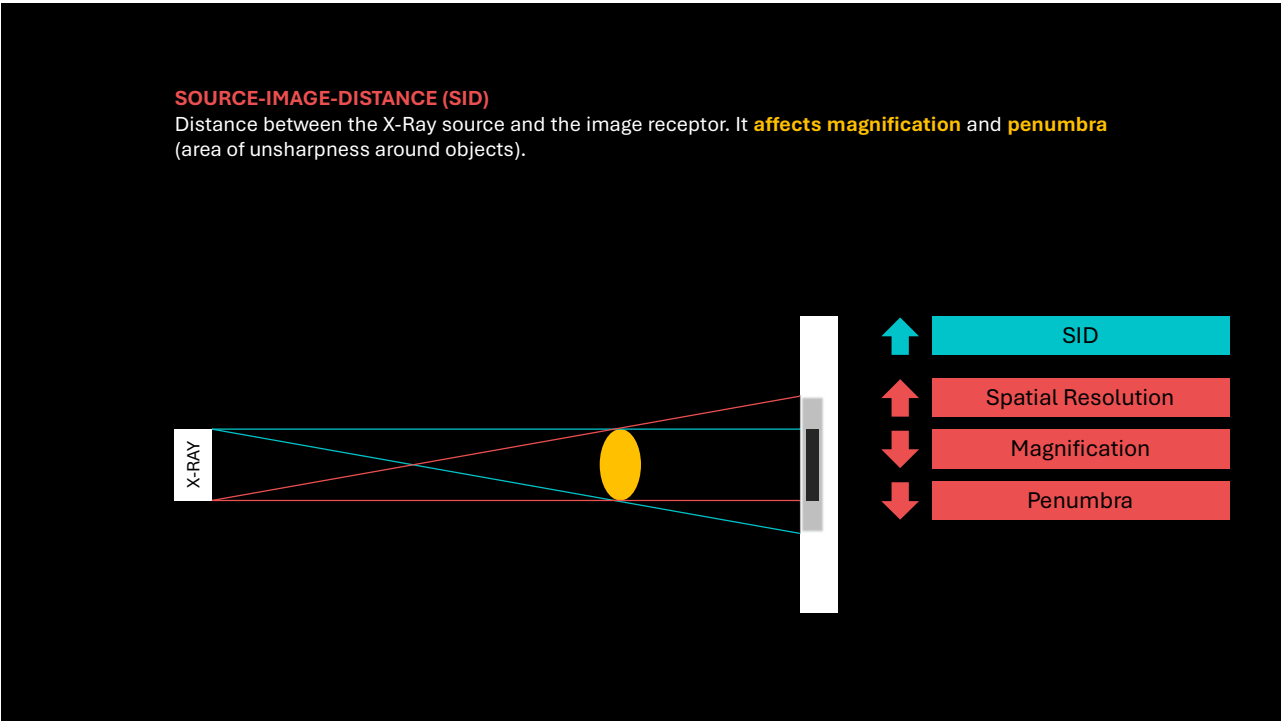 SOURCE-IMAGE-DISTANCE (SID)
Distance between the X-Ray source and the image receptor. It affects magnification and penumbra
(area of unsharpness around objects).
X-RAY
SID
Spatial Resolution
Magnification
Penumbra